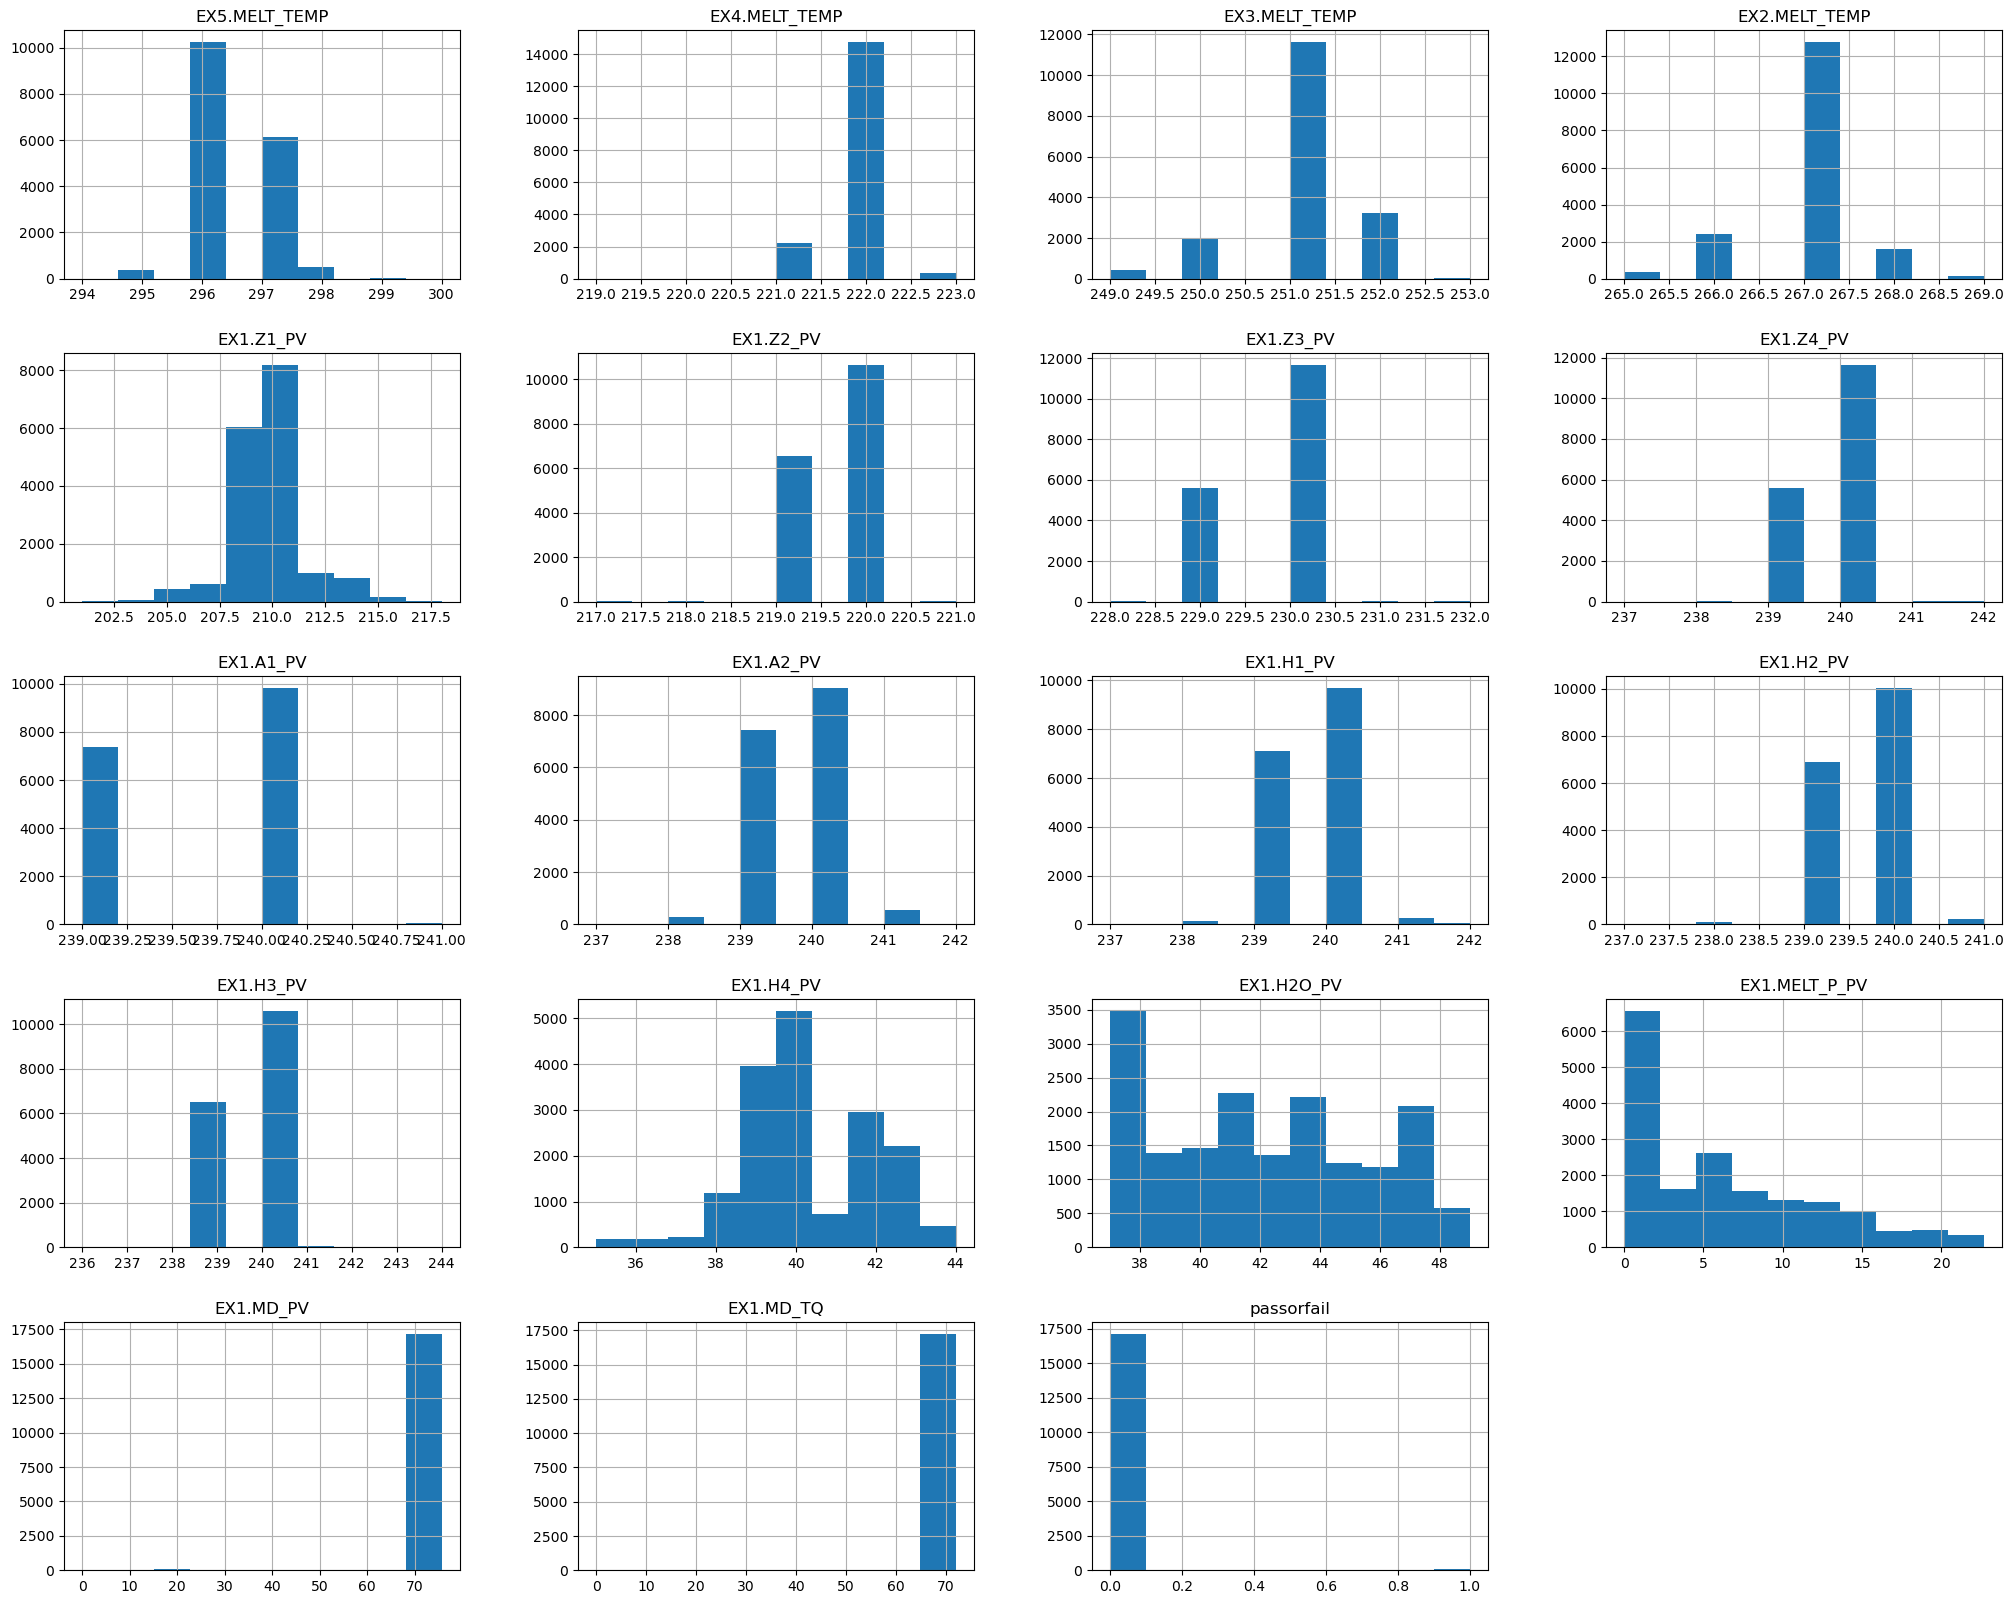 EX5.MELT_TEMP EX4.MELT_TEMP EX3.MELT_TEMP EX2.MELT_TEMP
10000 8000 6000 4000 2000 0
294 295 296 297 298 299 300
14000 12000 10000 8000 6000 4000 2000 0
219.0 219.5 220.0 220.5 221.0 221.5 222.0 222.5 223.0
12000 10000 8000 6000 4000 2000 0
249.0 249.5 250.0 250.5 251.0 251.5 252.0 252.5 253.0
12000 10000 8000 6000 4000 2000 0
265.0 265.5 266.0 266.5 267.0 267.5 268.0 268.5 269.0
EX1.Z1_PV EX1.Z2_PV EX1.Z3_PV EX1.Z4_PV
8000 6000 4000 2000 0
202.5 205.0 207.5 210.0 212.5 215.0 217.5
10000 8000 6000 4000 2000 0
217.0 217.5 218.0 218.5 219.0 219.5 220.0 220.5 221.0
12000 10000 8000 6000 4000 2000 0
228.0 228.5 229.0 229.5 230.0 230.5 231.0 231.5 232.0
12000 10000 8000 6000 4000 2000 0
237 238 239 240 241 242
EX1.A1_PV EX1.A2_PV EX1.H1_PV EX1.H2_PV
10000 8000 6000 4000 2000 0
239.00 239.25 239.50 239.75 240.00 240.25 240.50 240.75 241.00
8000 6000 4000 2000 0
237 238 239 240 241 242
10000 8000 6000 4000 2000 0
237 238 239 240 241 242
10000 8000 6000 4000 2000 0
237.0 237.5 238.0 238.5 239.0 239.5 240.0 240.5 241.0
EX1.H3_PV EX1.H4_PV EX1.H2O_PV EX1.MELT_P_PV
10000 8000 6000 4000 2000 0
236 237 238 239 240 241 242 243 244
5000 4000 3000 2000 1000 0
36 38 40 42 44
3500 3000 2500 2000 1500 1000 500 0
38 40 42 44 46 48
6000 5000 4000 3000 2000 1000 0
0 5 10 15 20
EX1.MD_PV EX1.MD_TQ passorfail
17500 15000 12500 10000 7500 5000 2500 0
0 10 20 30 40 50 60 70
17500 15000 12500 10000 7500 5000 2500 0
0 10 20 30 40 50 60 70
17500 15000 12500 10000 7500 5000 2500 0
0.0 0.2 0.4 0.6 0.8 1.0